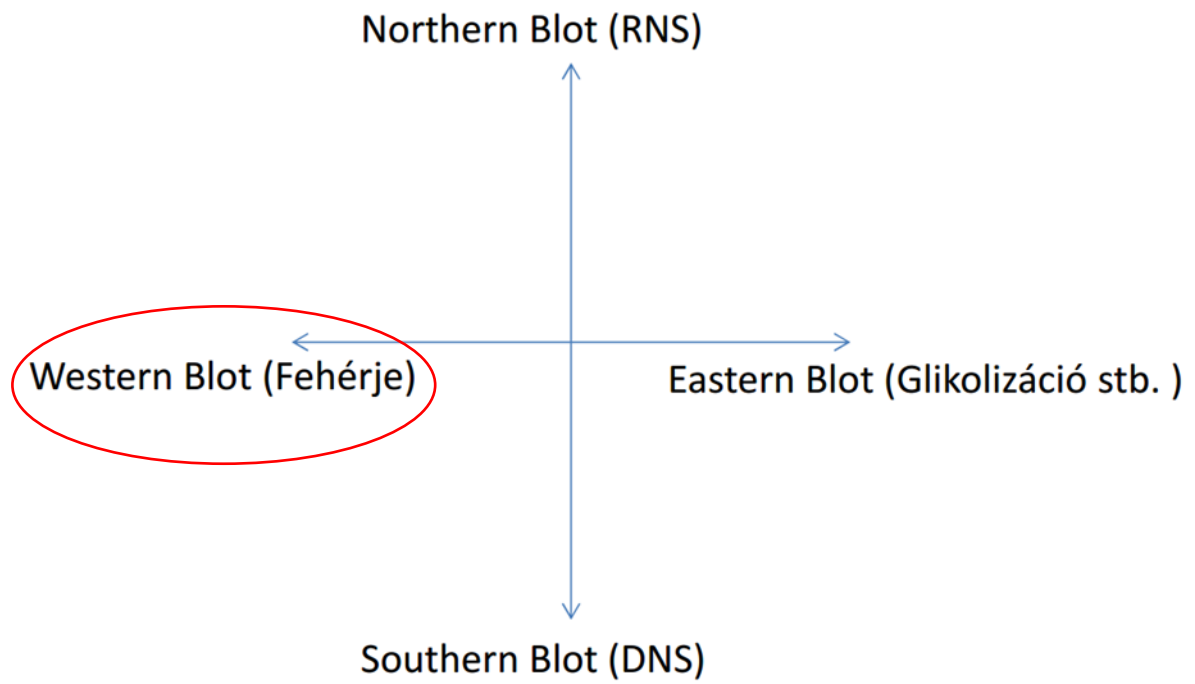 Northern Blot (RNS)
Western Blot (Fehérje)
Eastern Blot (Glikolizáció stb. )
Southern Blot (DNS)